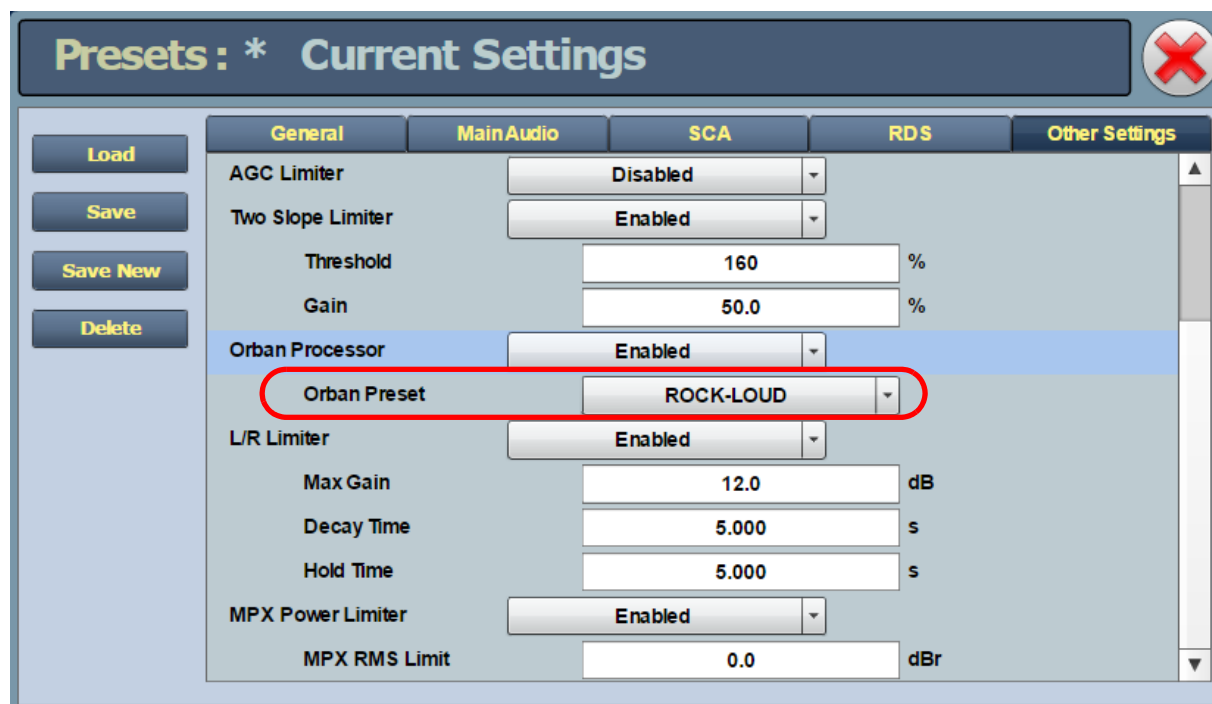 Presets : * Current Settings
Load
Save
Save New
Delete
General Main Audio SCA RDS Other Settings
AGC Limiter Disabled
Two Slope Limiter Enabled
Threshold 160 %
Gain 50.0 %
Orban Processor Enabled
Orban Preset ROCK-LOUD
L/R Limiter Enabled
Max Gain 12.0 dB
Decay Time 5.000 s
Hold Time 5.000 s
MPX Power Limiter Enabled
MPX RMS Limit 0.0 dBr